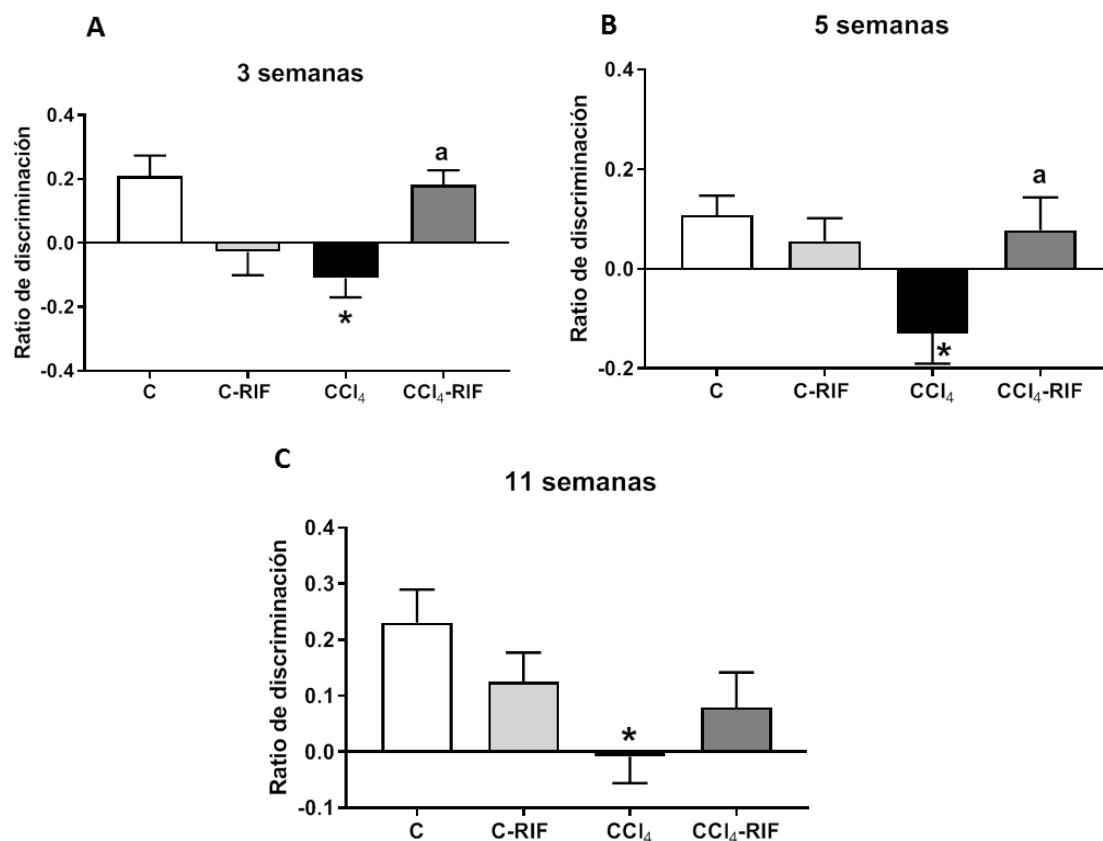 A
3 semanas
Ratio de discriminación
0.4
0.2
0.0
-0.2
-0.4
a
*
C C-RIF CCl₄ CCl₄-RIF
B
5 semanas
Ratio de discriminación
0.4
0.2
0.0
-0.2
a
*
C C-RIF CCl₄ CCl₄-RIF
C
11 semanas
Ratio de discriminación
0.4
0.3
0.2
0.1
0.0
-0.1
*
C C-RIF CCl₄ CCl₄-RIF